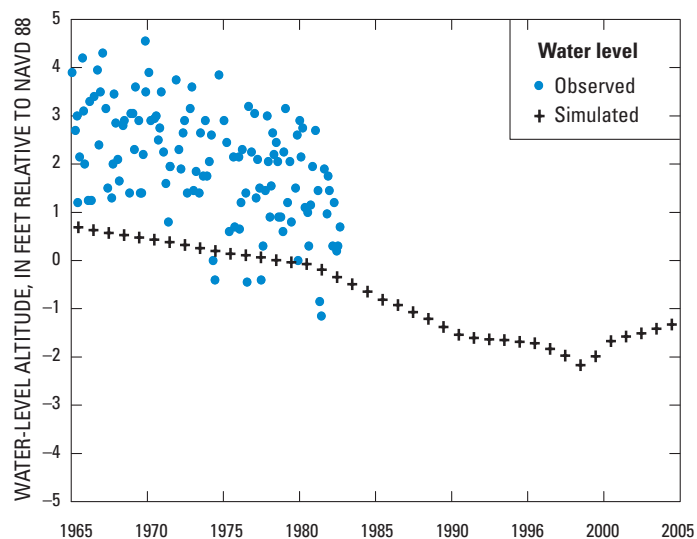 WATER-LEVEL ALTITUDE, IN FEET RELATIVE TO NAVD 88
5
4
3
2
1
0
–1
–2
–3
–4
–5
Water level
Observed
Simulated
1965 1970 1975 1980 1985 1991 1996 2000 2005